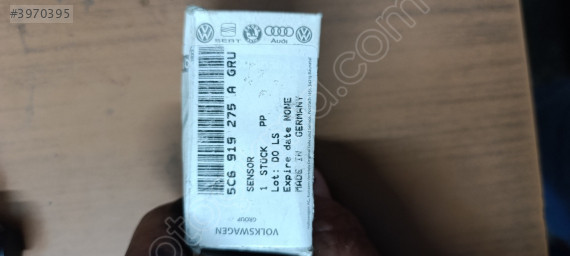 #3970395
SEAT
Audi
5C6 919 275 A GRU
SENSOR
1 STÜCK PP
Lot: DO LS
Expire date NONE
MADE IN GERMANY
VOLKSWAGEN
GROUP